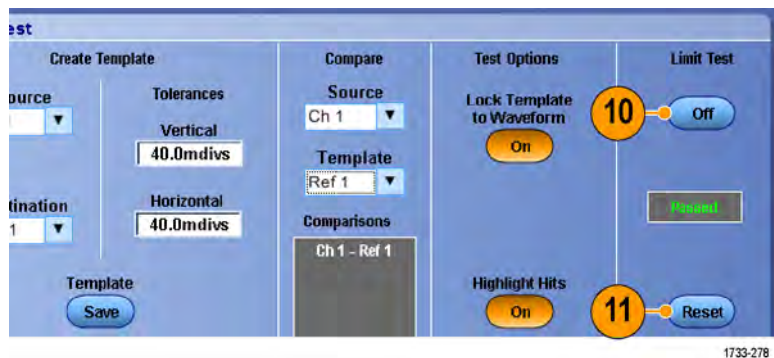 est
Create Template
Compare
Test Options
Limit Test
ource
Tolerances
Vertical
40.0mdivs
Horizontal
40.0mdivs
tination
1
Template
Save
Source
Ch 1
Template
Ref 1
Comparisons
Ch 1 - Ref 1
Lock Template
to Waveform
On
Highlight Hits
On
10
Off
Passed
11
Reset
1733-278